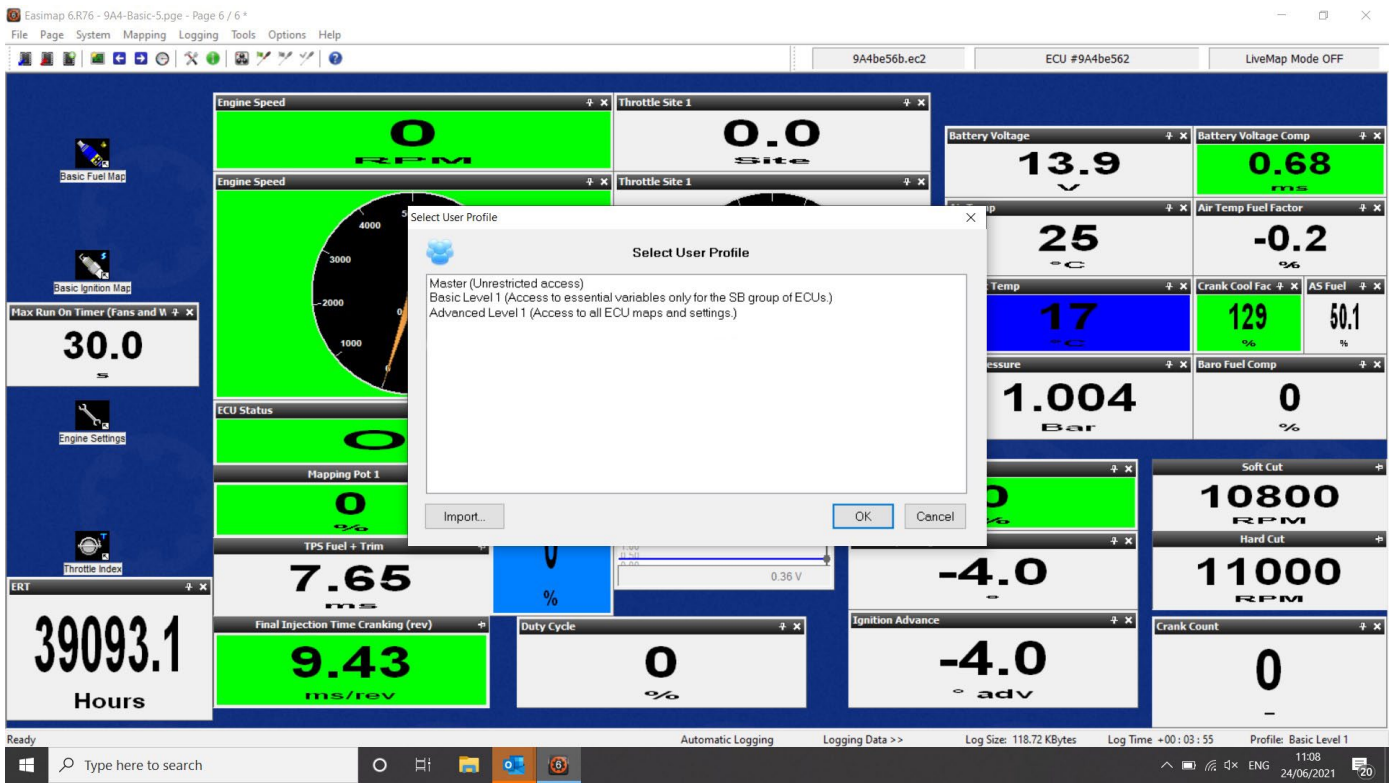 Easimap 6.R76 - 9A4-Basic-5.pge - Page 6 / 6 *
File Page System Mapping Logging Tools Options Help
9A4be56b.ec2 ECU #9A4be562 LiveMap Mode OFF
Basic Fuel Map
Basic Ignition Map
Max Run On Timer (Fans and W
30.0
s
Engine Settings
Throttle Index
ERT
39093.1
Hours
Engine Speed
0
RPM
Throttle Site 1
0.0
Site
Engine Speed
4000
3000
2000
1000
0
Throttle Site 1
ECU Status
Mapping Pot 1
0
%
TPS Fuel + Trim
7.65
ms
0
%
0.36 V
Final Injection Time Cranking (rev)
9.43
ms/rev
Duty Cycle
0
%
Select User Profile
Select User Profile
Master (Unrestricted access)
Basic Level 1 (Access to essential variables only for the SB group of ECUs.)
Advanced Level 1 (Access to all ECU maps and settings.)
Import... OK Cancel
Battery Voltage
13.9
V
Battery Voltage Comp
0.68
ms
25
°C
Air Temp Fuel Factor
-0.2
%
Temp
17
°C
Crank Cool Fac
129
%
AS Fuel
50.1
%
1.004
Bar
Baro Fuel Comp
0
%
-4.0
°
Ignition Advance
-4.0
° adv
Soft Cut
10800
RPM
Hard Cut
11000
RPM
Crank Count
0
-
Ready Automatic Logging Logging Data >> Log Size: 118.72 KBytes Log Time +00 : 03 : 55 Profile: Basic Level 1
Type here to search
ENG
11:08
24/06/2021
20